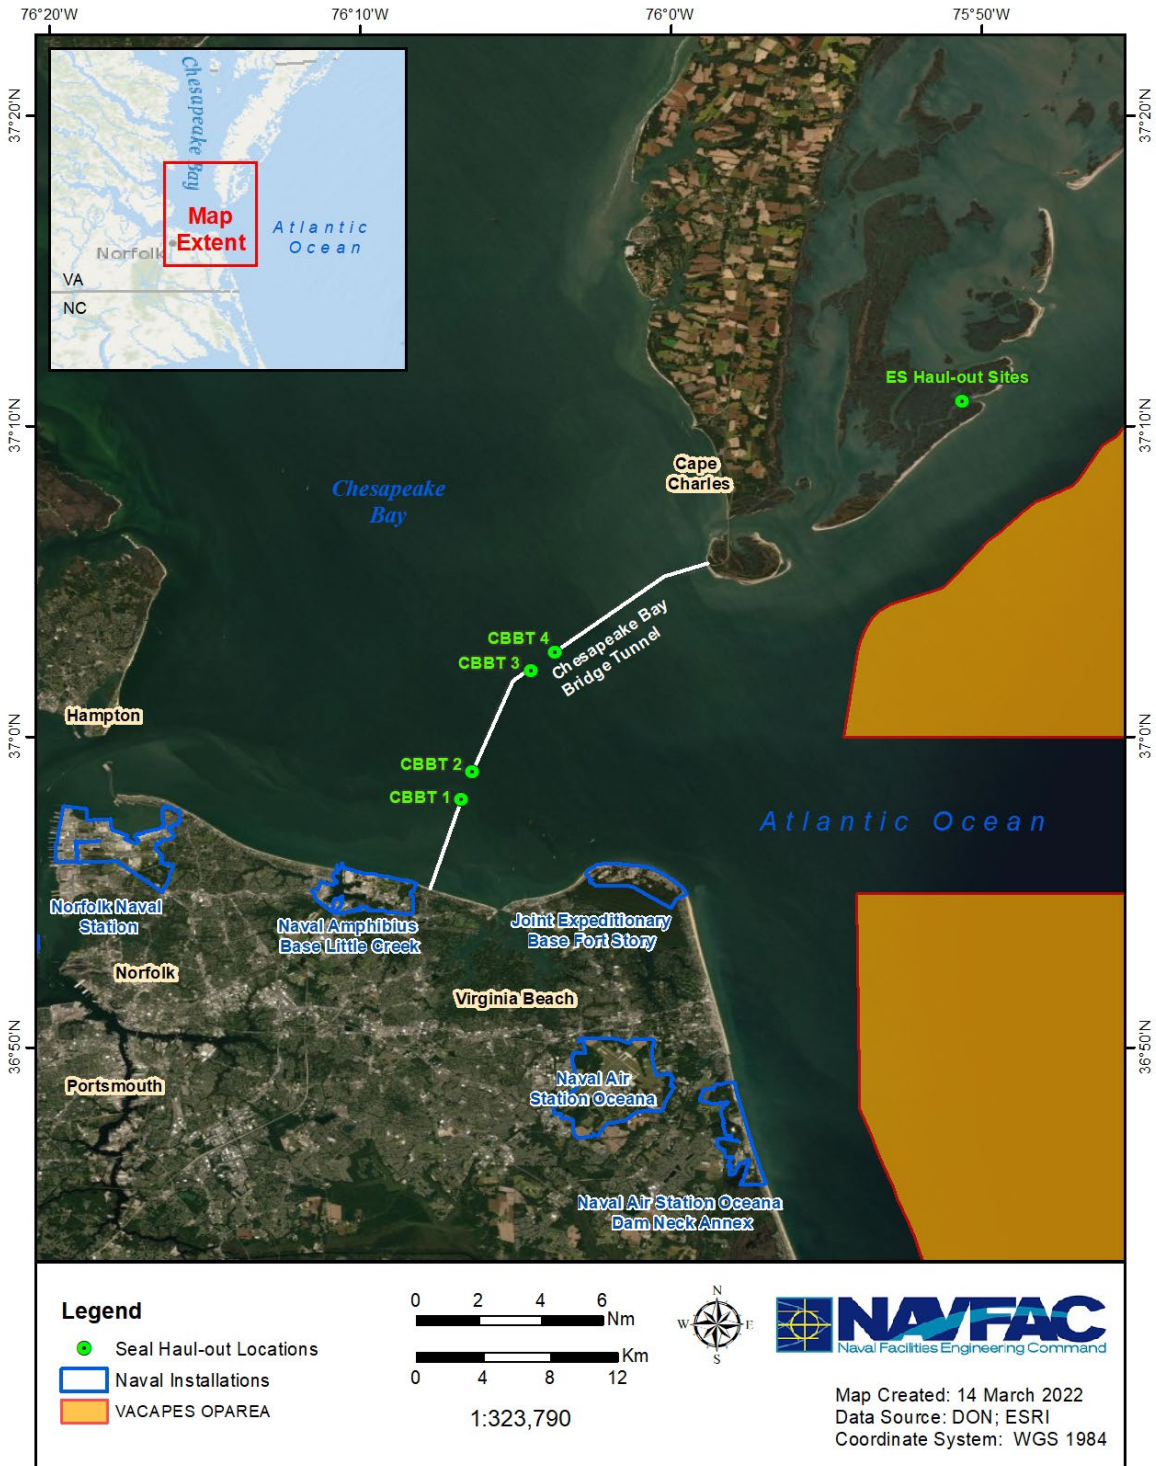 76°20'W
76°10'W
76°0'W
75°50'W
37°20'N
37°20'N
Chesapeake Bay
Map
Extent
Atlantic
Ocean
Norfolk
VA
NC
ES Haul-out Sites
37°10'N
37°10'N
Cape
Charles
Chesapeake
Bay
CBBT 4
CBBT 3
Chesapeake Bay
Bridge Tunnel
Hampton
37°0'N
37°0'N
CBBT 2
CBBT 1
Atlantic Ocean
Norfolk Naval
Station
Naval Amphibius
Base Little Creek
Joint Expeditionary
Base Fort Story
Norfolk
Virginia Beach
36°50'N
36°50'N
Portsmouth
Naval Air
Station Oceana
Naval Air Station Oceana
Dam Neck Annex
Legend
Seal Haul-out Locations
Naval Installations
VACAPES OPAREA
0 2 4 6
Nm
Km
0 4 8 12
1:323,790
N
W E
S
NAVFAC
Naval Facilities Engineering Command
Map Created: 14 March 2022
Data Source: DON; ESRI
Coordinate System: WGS 1984